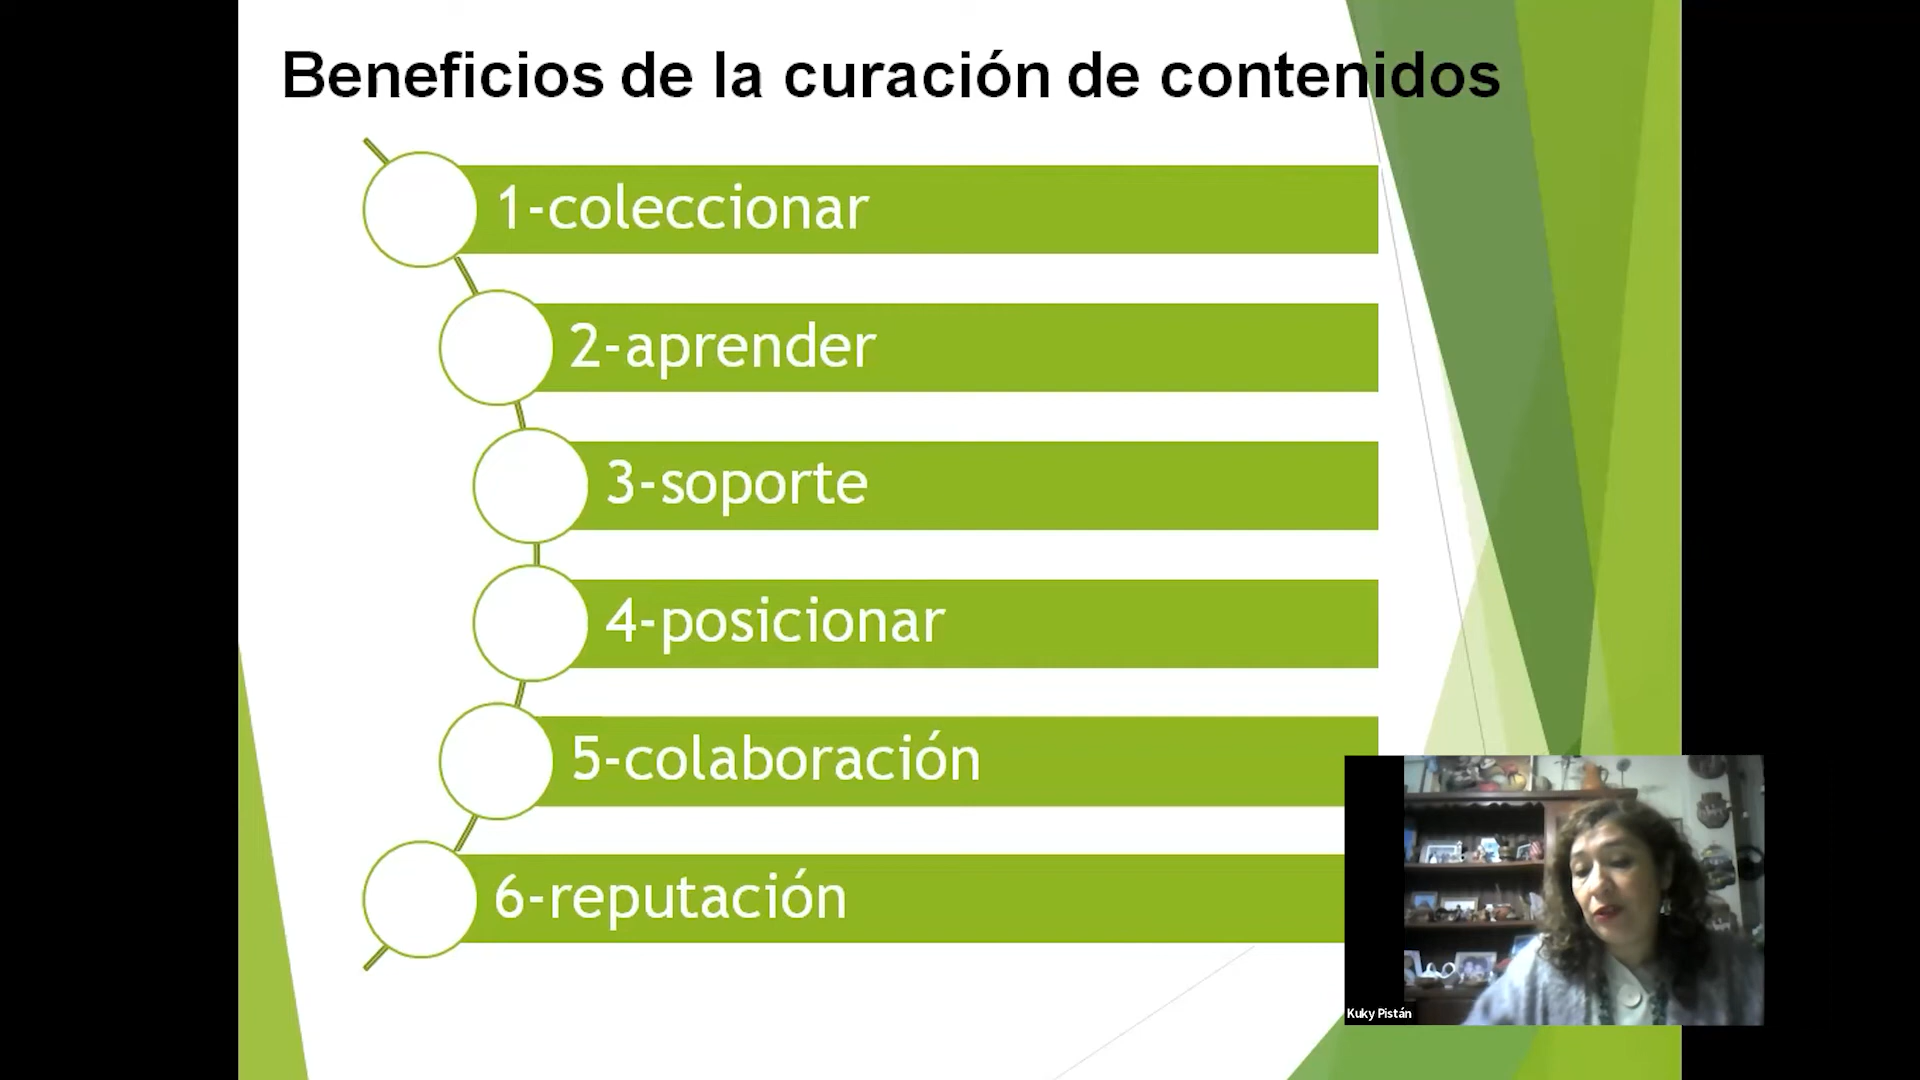 Beneficios de la curación de contenidos
1-coleccionar
2-aprender
3-soporte
4-posicionar
5-colaboración
6-reputación
Kuky Pistán